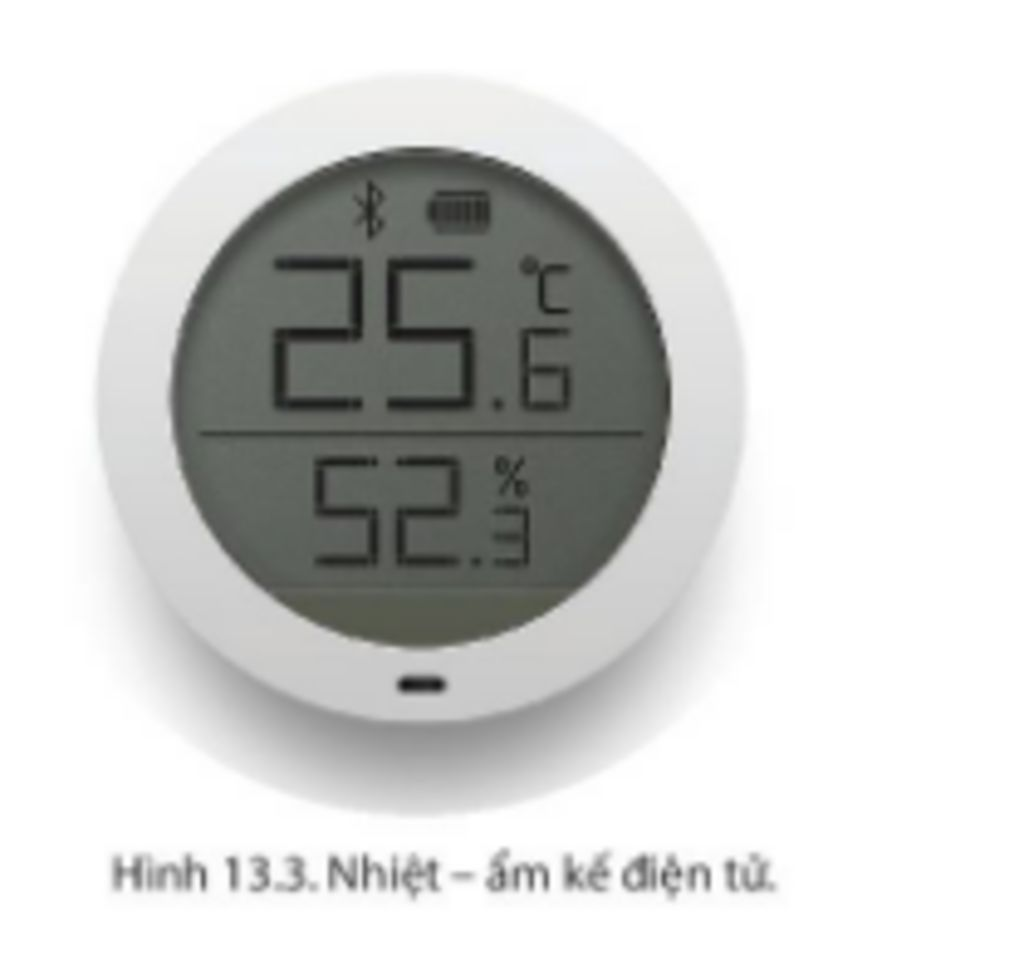 25.6 °C
52.3 %
Hình 13.3. Nhiệt – ẩm kế điện tử.